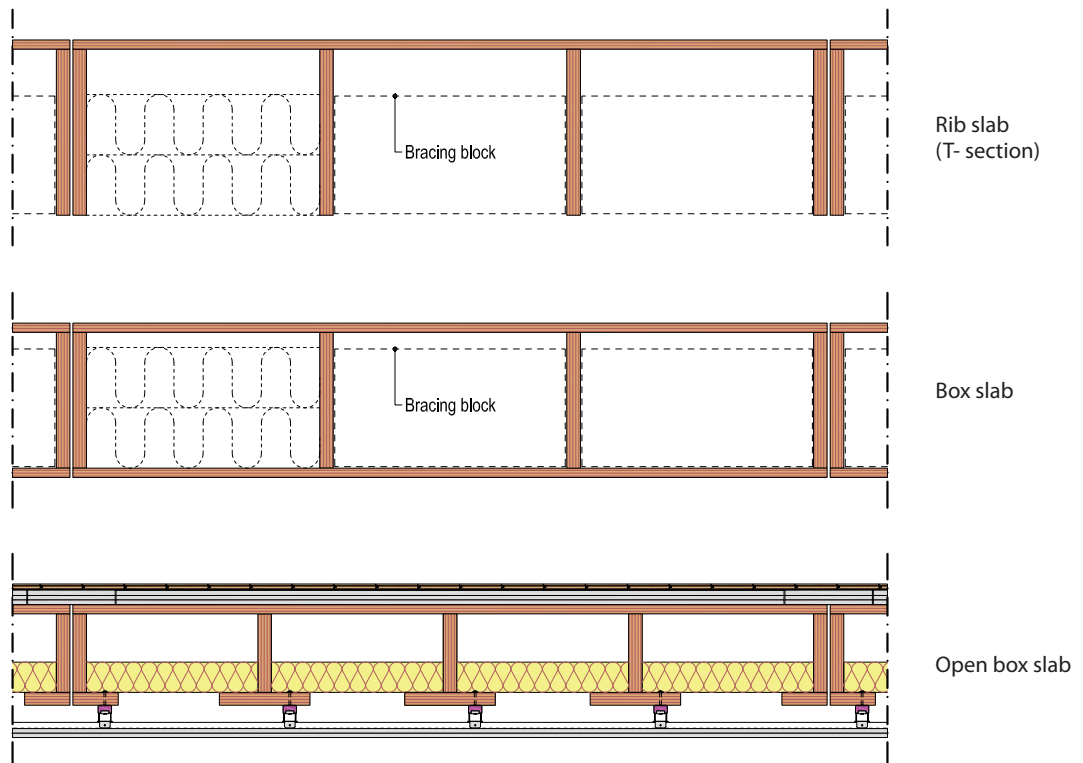 Bracing block
Rib slab
(T- section)
Bracing block
Box slab
Open box slab